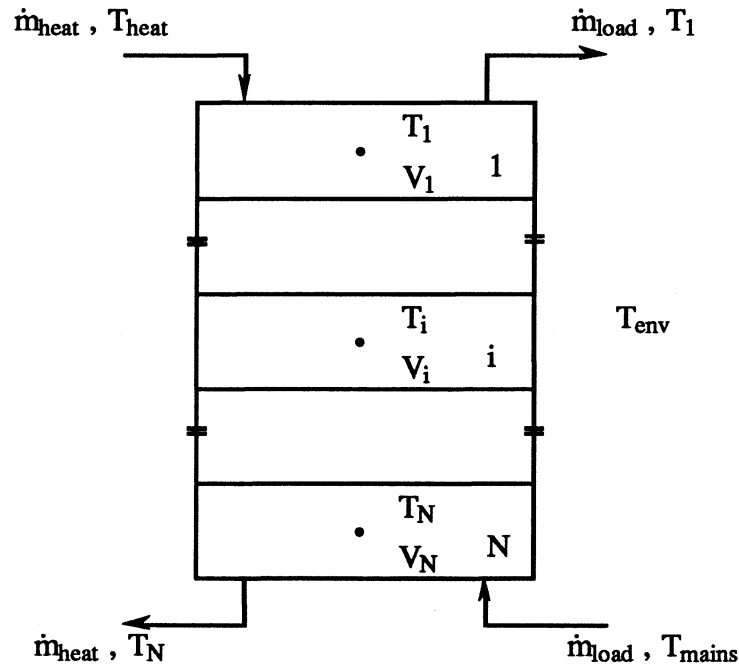 ṁheat , Theat
ṁload , T1
T1
V1
1
Ti
Vi
i
Tenv
TN
VN
N
ṁheat , TN
ṁload , Tmains